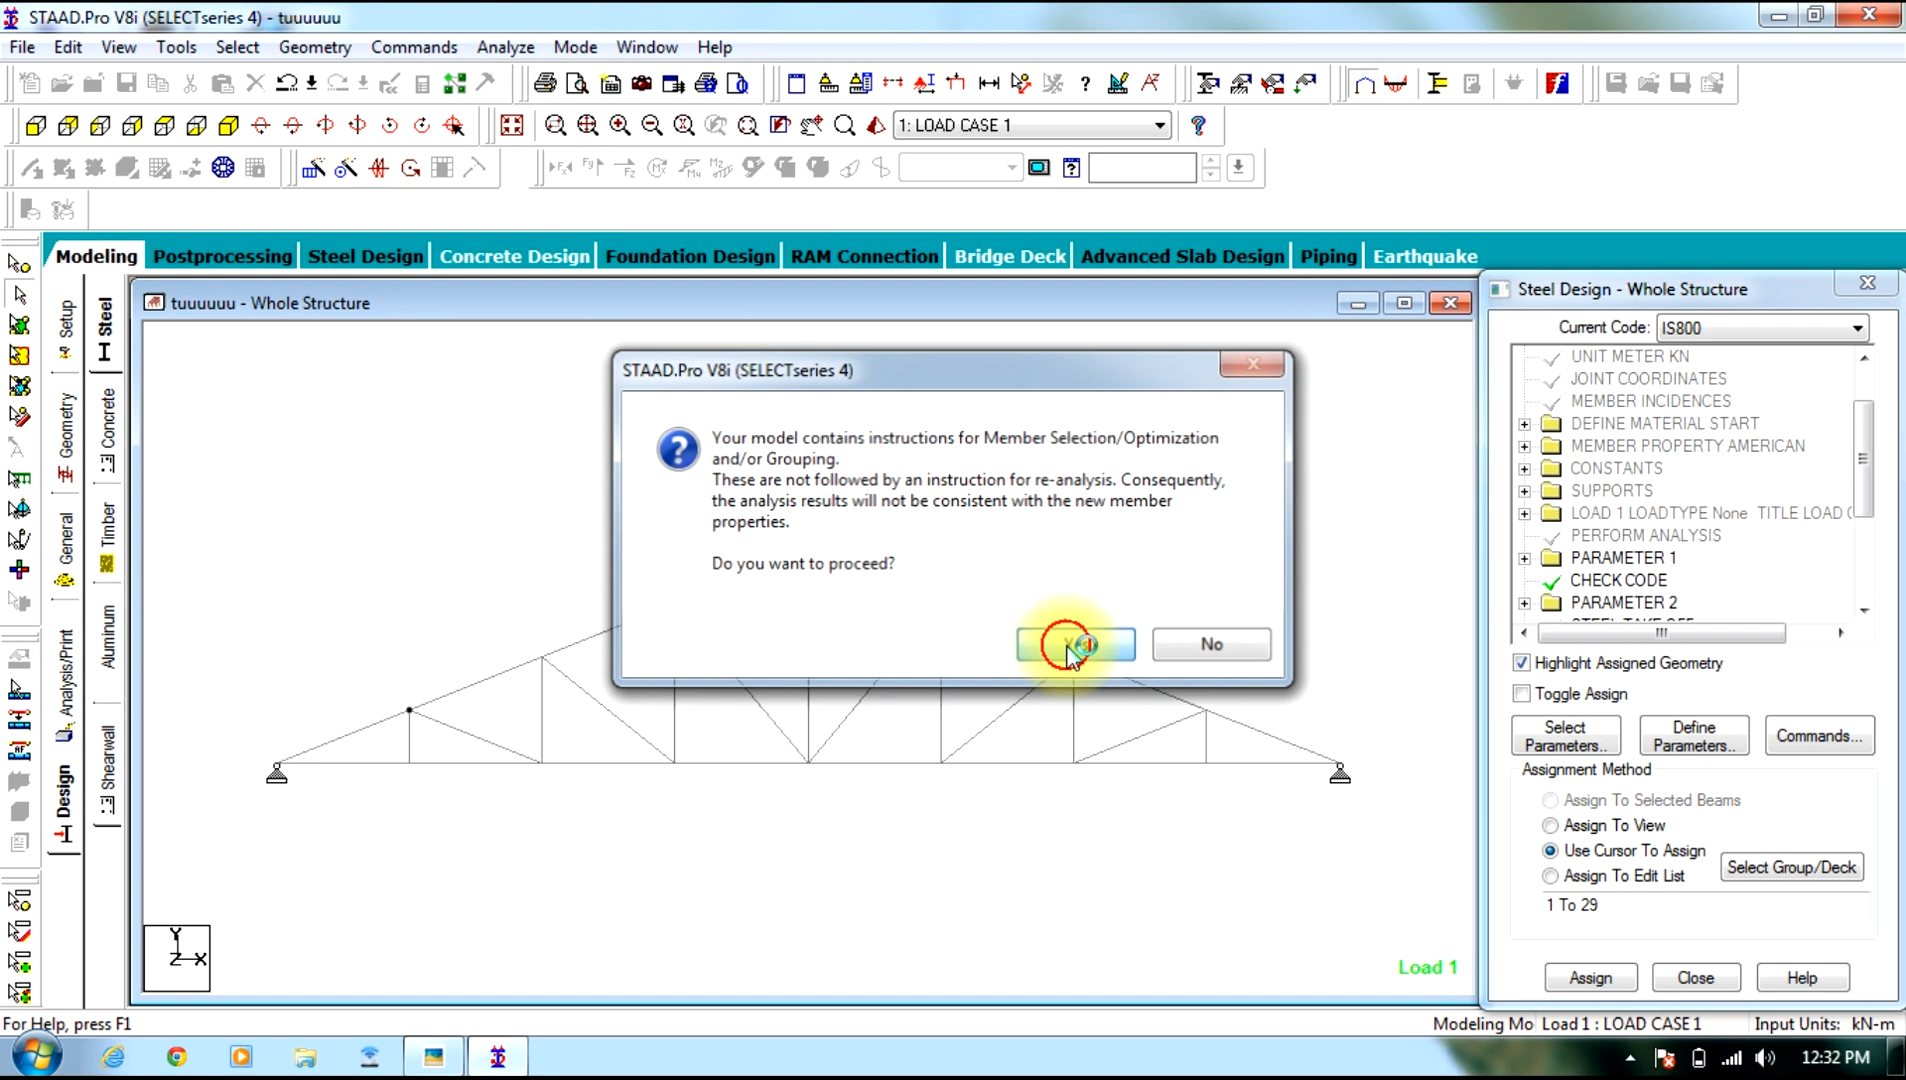 STAAD.Pro V8i (SELECTseries 4) - tuuuuuu
File Edit View Tools Select Geometry Commands Analyze Mode Window Help
1: LOAD CASE 1
Modeling Postprocessing Steel Design Concrete Design Foundation Design RAM Connection Bridge Deck Advanced Slab Design Piping Earthquake
Setup
Geometry
General
Analysis/Print
Design
Steel
Concrete
Timber
Aluminum
Shearwall
tuuuuuu - Whole Structure
STAAD.Pro V8i (SELECTseries 4)
Your model contains instructions for Member Selection/Optimization
and/or Grouping.
These are not followed by an instruction for re-analysis. Consequently,
the analysis results will not be consistent with the new member
properties.
Do you want to proceed?
No
Y
Z X
Load 1
Steel Design - Whole Structure
Current Code: IS800
UNIT METER KN
JOINT COORDINATES
MEMBER INCIDENCES
DEFINE MATERIAL START
MEMBER PROPERTY AMERICAN
CONSTANTS
SUPPORTS
LOAD 1 LOADTYPE None TITLE LOAD
PERFORM ANALYSIS
PARAMETER 1
CHECK CODE
PARAMETER 2
Highlight Assigned Geometry
Toggle Assign
Select Parameters..
Define Parameters..
Commands...
Assignment Method
Assign To Selected Beams
Assign To View
Use Cursor To Assign
Assign To Edit List
Select Group/Deck
1 To 29
Assign Close Help
For Help, press F1
Modeling Mo Load 1 : LOAD CASE 1 Input Units: kN-m
12:32 PM